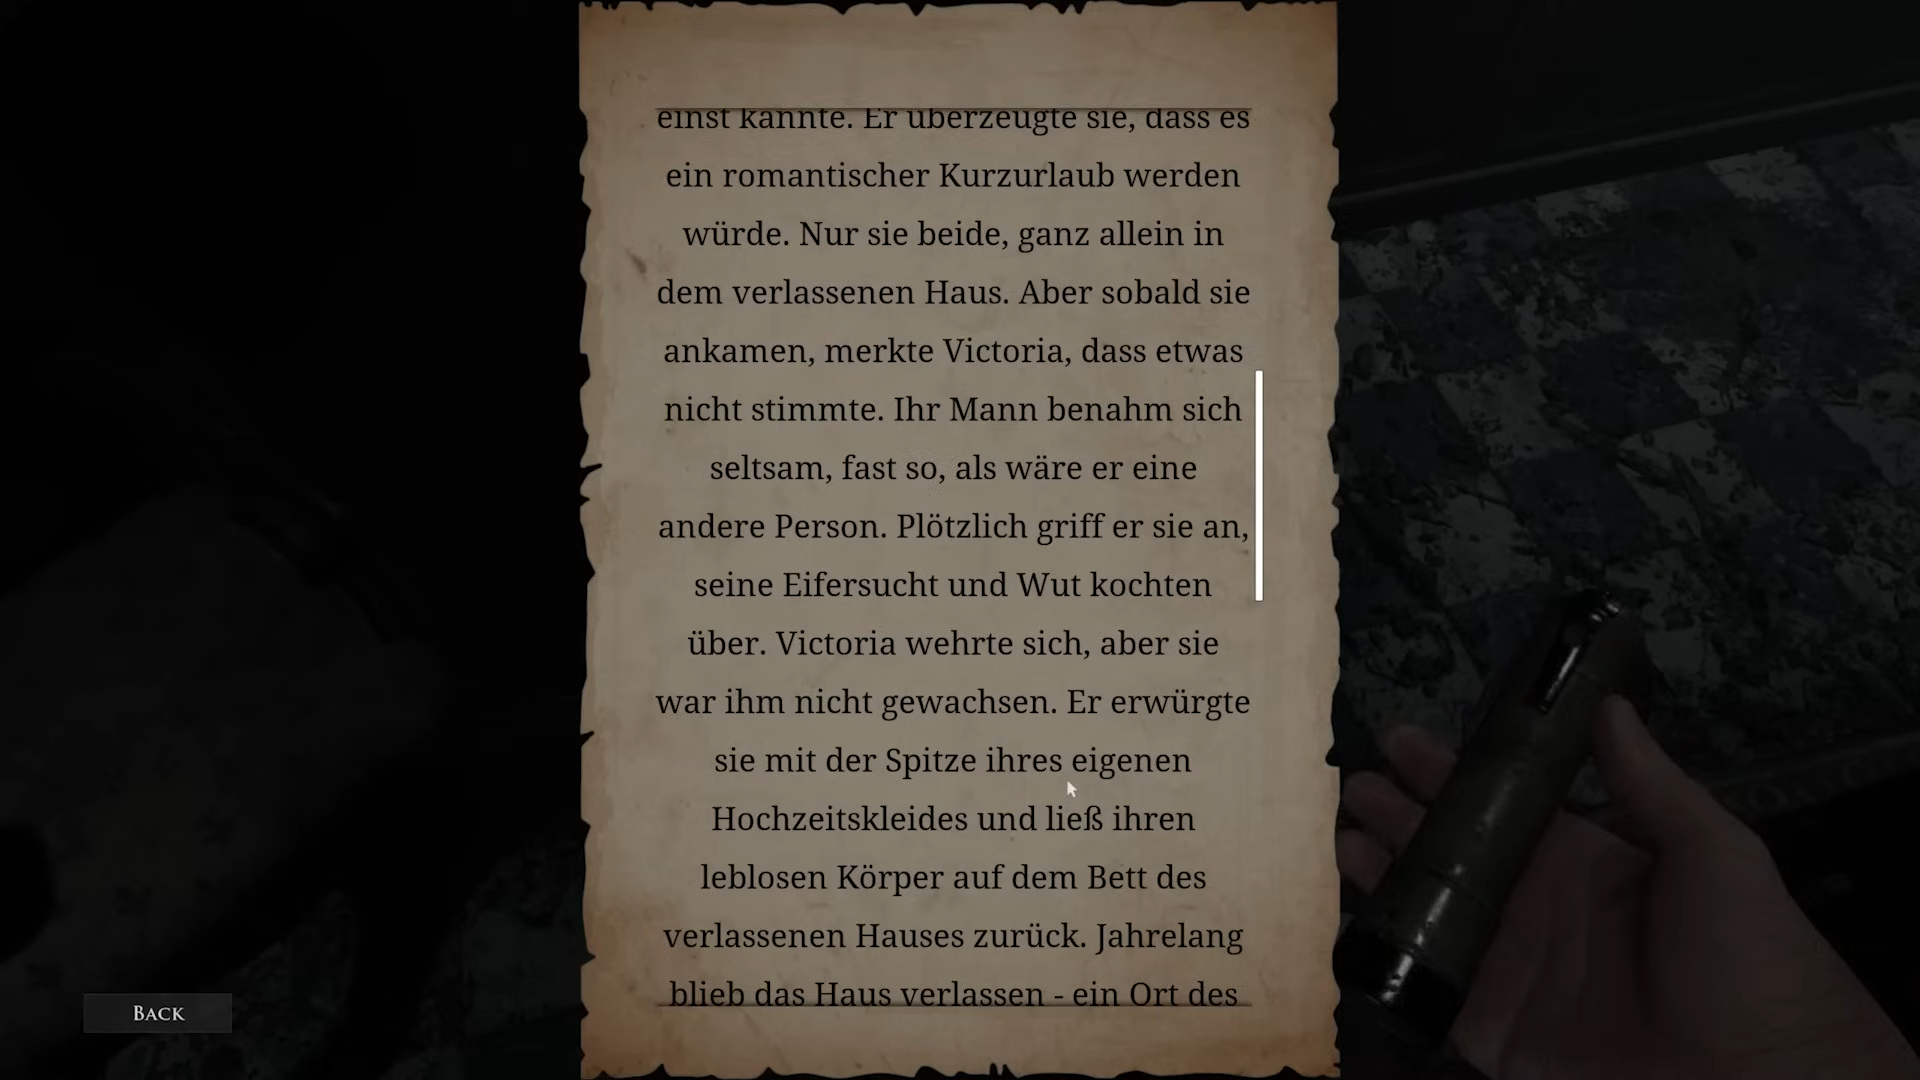 einst kannte. Er überzeugte sie, dass es
ein romantischer Kurzurlaub werden
würde. Nur sie beide, ganz allein in
dem verlassenen Haus. Aber sobald sie
ankamen, merkte Victoria, dass etwas
nicht stimmte. Ihr Mann benahm sich
seltsam, fast so, als wäre er eine
andere Person. Plötzlich griff er sie an,
seine Eifersucht und Wut kochten
über. Victoria wehrte sich, aber sie
war ihm nicht gewachsen. Er erwürgte
sie mit der Spitze ihres eigenen
Hochzeitskleides und ließ ihren
leblosen Körper auf dem Bett des
verlassenen Hauses zurück. Jahrelang
blieb das Haus verlassen - ein Ort des
Back